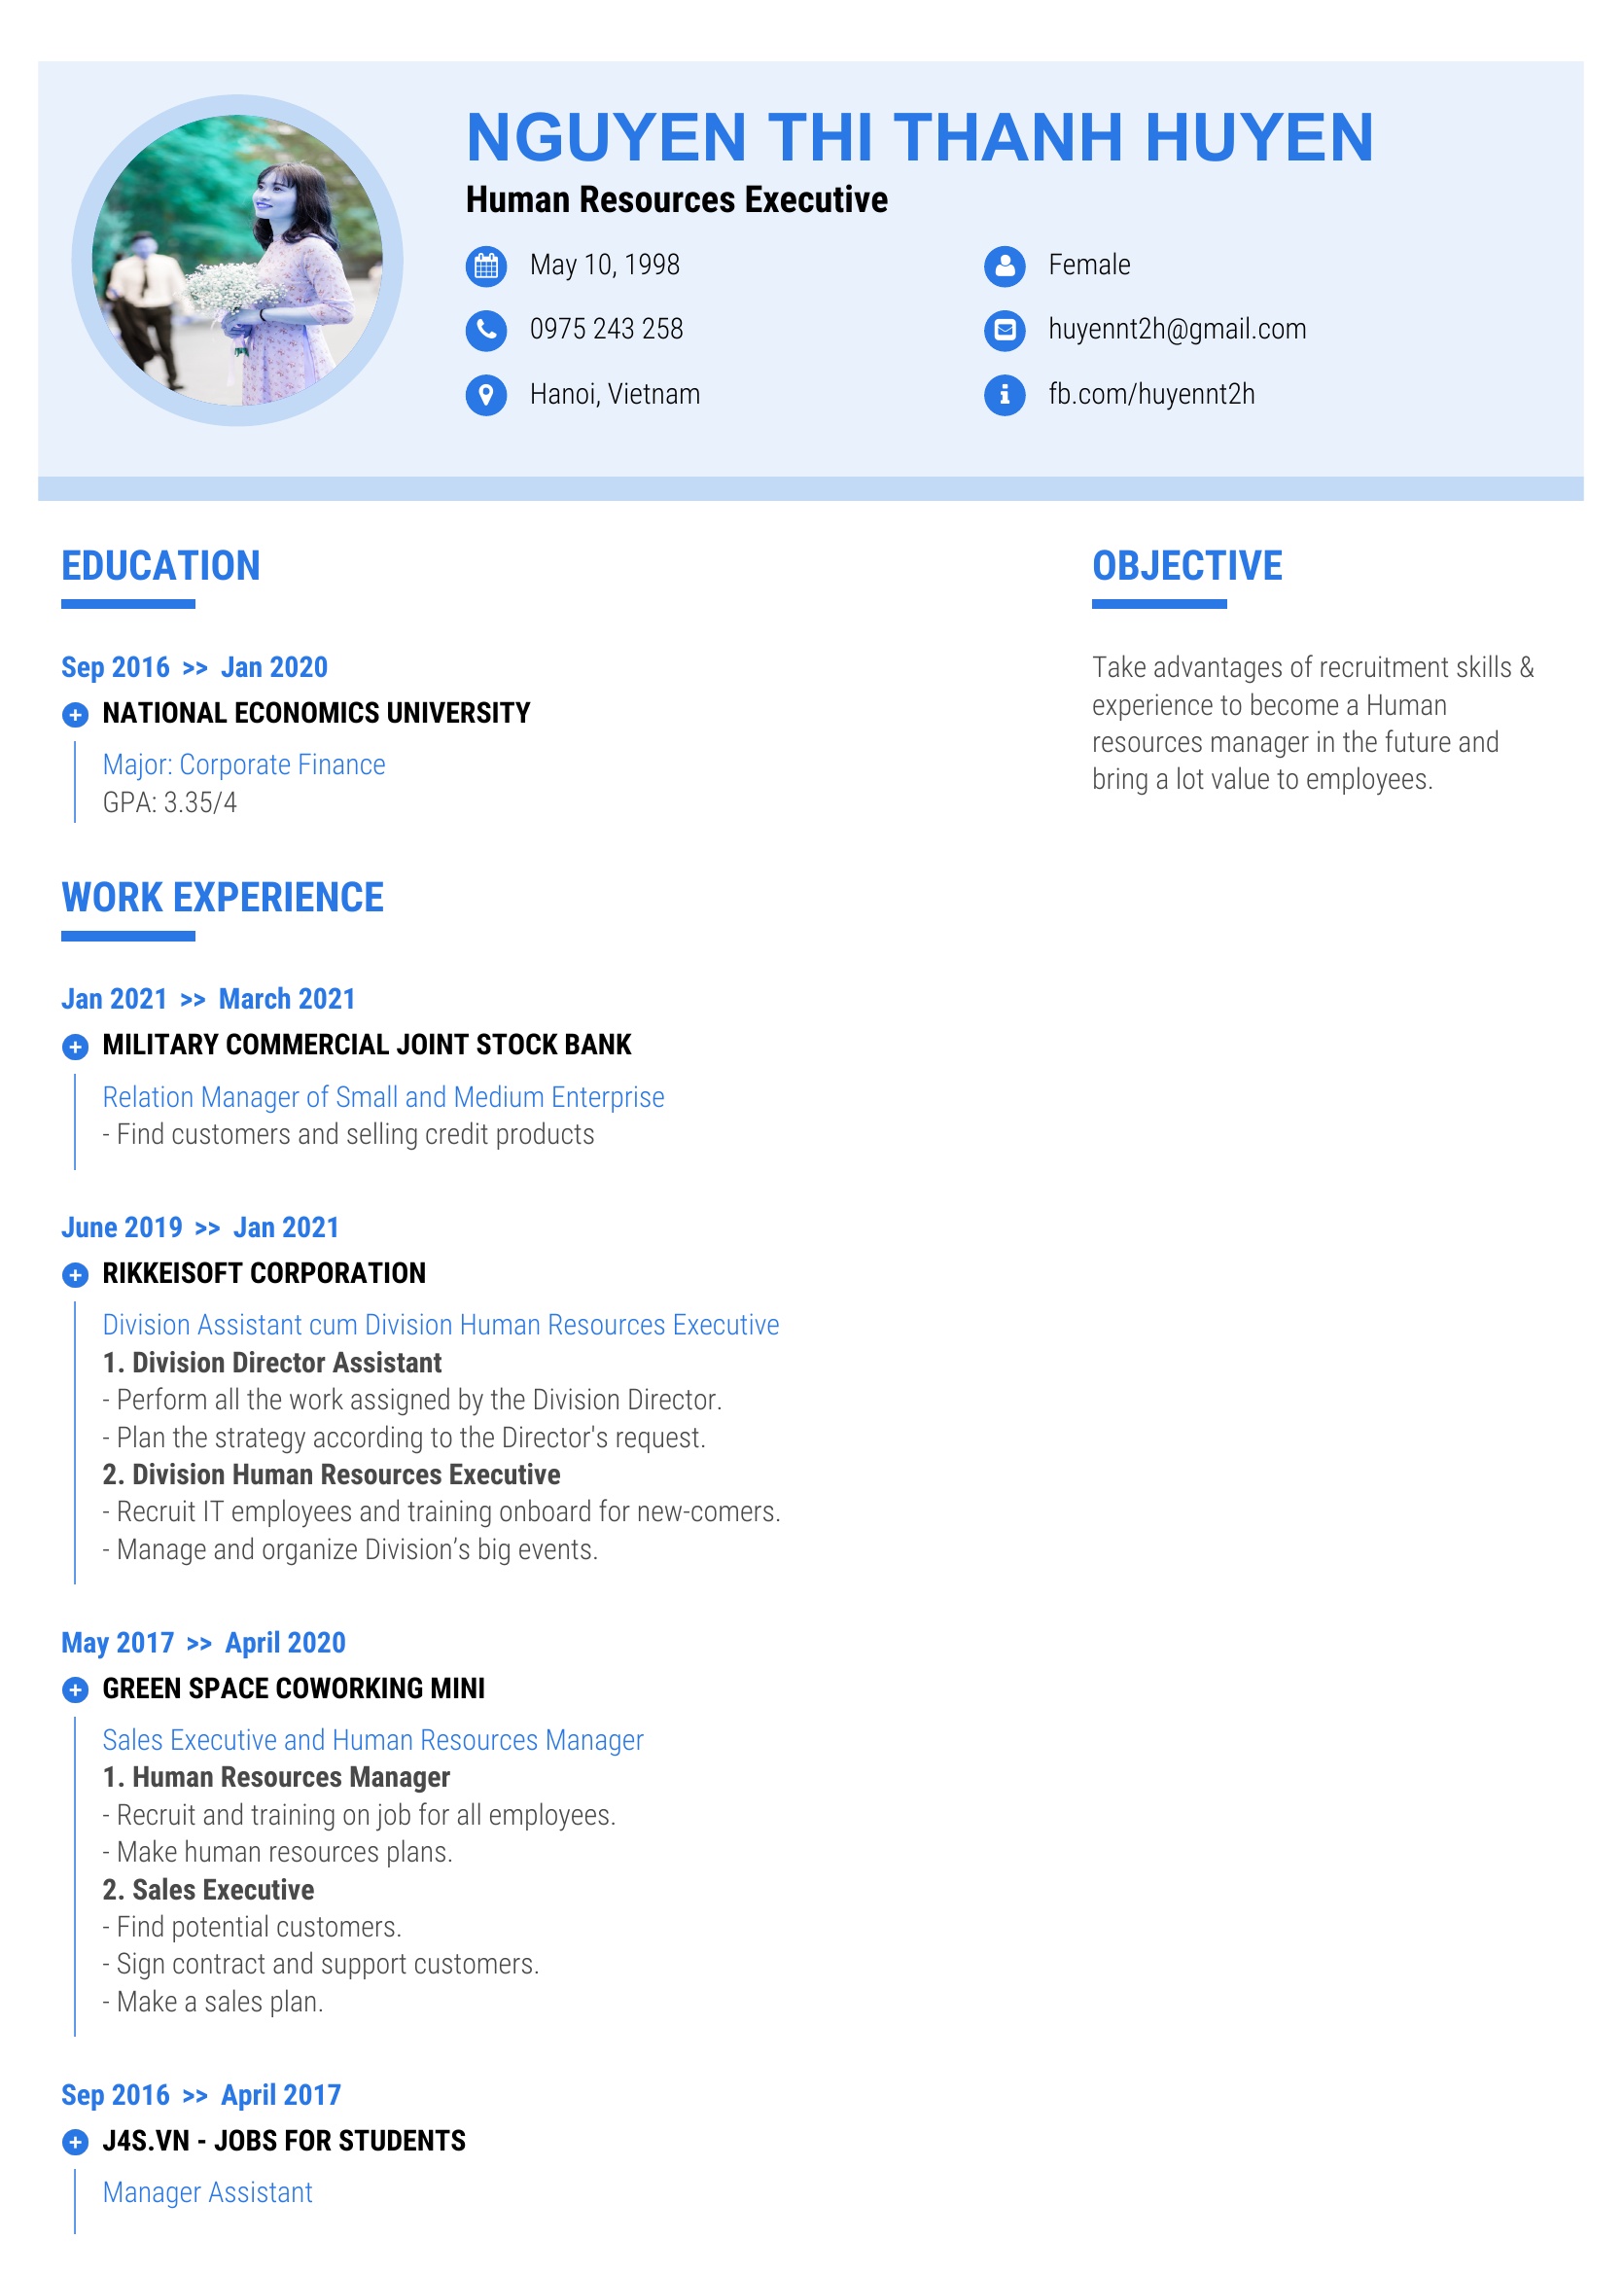 NGUYEN THI THANH HUYEN
Human Resources Executive
May 10, 1998
Female
0975 243 258
huyennt2h@gmail.com
Hanoi, Vietnam
fb.com/huyennt2h
EDUCATION
Sep 2016 >> Jan 2020
NATIONAL ECONOMICS UNIVERSITY
Major: Corporate Finance
GPA: 3.35/4
WORK EXPERIENCE
Jan 2021 >> March 2021
MILITARY COMMERCIAL JOINT STOCK BANK
Relation Manager of Small and Medium Enterprise
- Find customers and selling credit products
June 2019 >> Jan 2021
RIKKEISOFT CORPORATION
Division Assistant cum Division Human Resources Executive
1. Division Director Assistant
- Perform all the work assigned by the Division Director.
- Plan the strategy according to the Director's request.
2. Division Human Resources Executive
- Recruit IT employees and training onboard for new-comers.
- Manage and organize Division’s big events.
May 2017 >> April 2020
GREEN SPACE COWORKING MINI
Sales Executive and Human Resources Manager
1. Human Resources Manager
- Recruit and training on job for all employees.
- Make human resources plans.
2. Sales Executive
- Find potential customers.
- Sign contract and support customers.
- Make a sales plan.
Sep 2016 >> April 2017
J4S.VN - JOBS FOR STUDENTS
Manager Assistant
OBJECTIVE
Take advantages of recruitment skills &
experience to become a Human
resources manager in the future and
bring a lot value to employees.